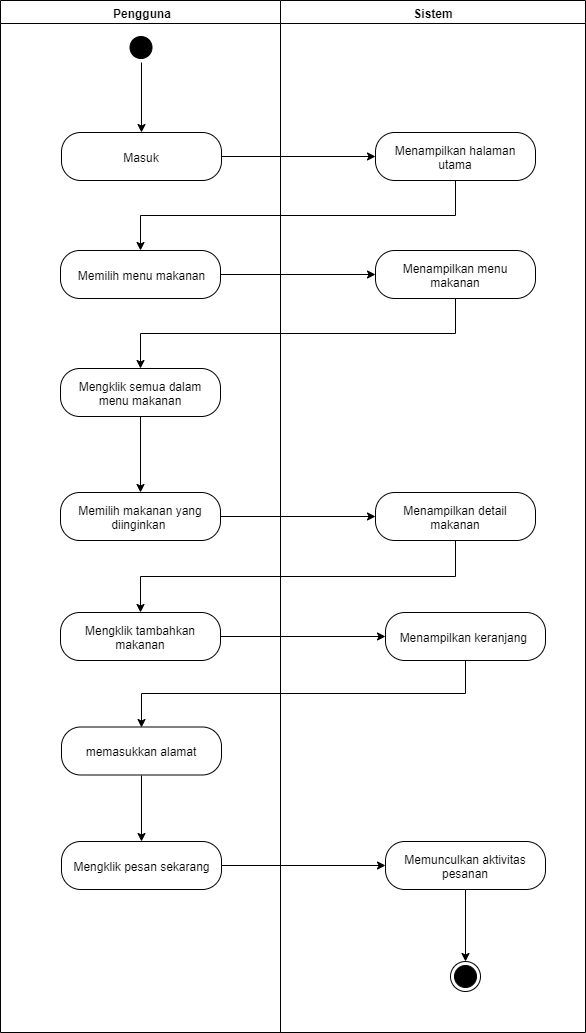 Pengguna
Sistem
Masuk
Menampilkan halaman
utama
Memilih menu makanan
Menampilkan menu
makanan
Mengklik semua dalam
menu makanan
Memilih makanan yang
diinginkan
Menampilkan detail
makanan
Mengklik tambahkan
makanan
Menampilkan keranjang
memasukkan alamat
Mengklik pesan sekarang
Memunculkan aktivitas
pesanan